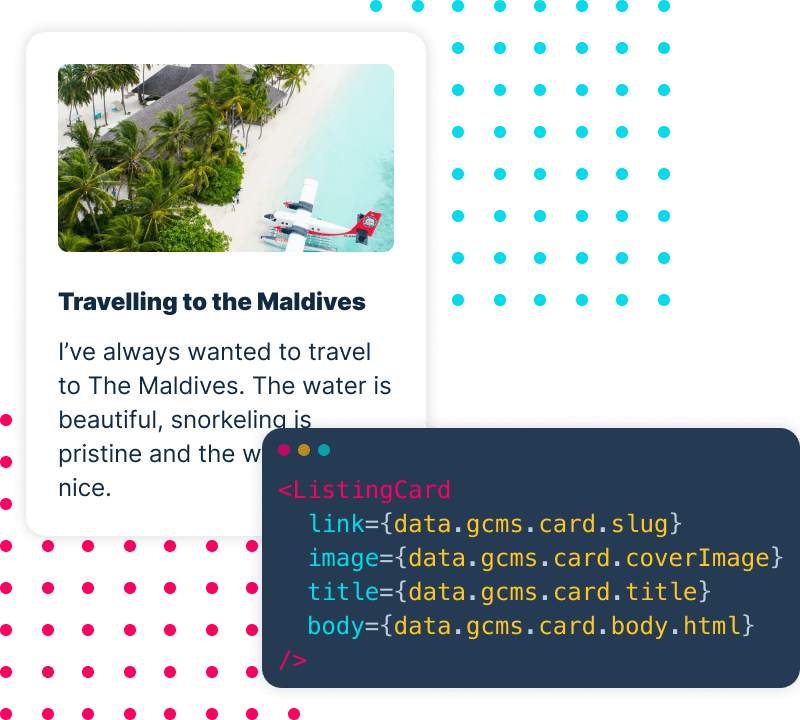 Travelling to the Maldives
I’ve always wanted to travel
to The Maldives. The water is
beautiful, snorkeling is
pristine and the w
nice.
<ListingCard
link={data.gcms.card.slug}
image={data.gcms.card.coverImage}
title={data.gcms.card.title}
body={data.gcms.card.body.html}
/>